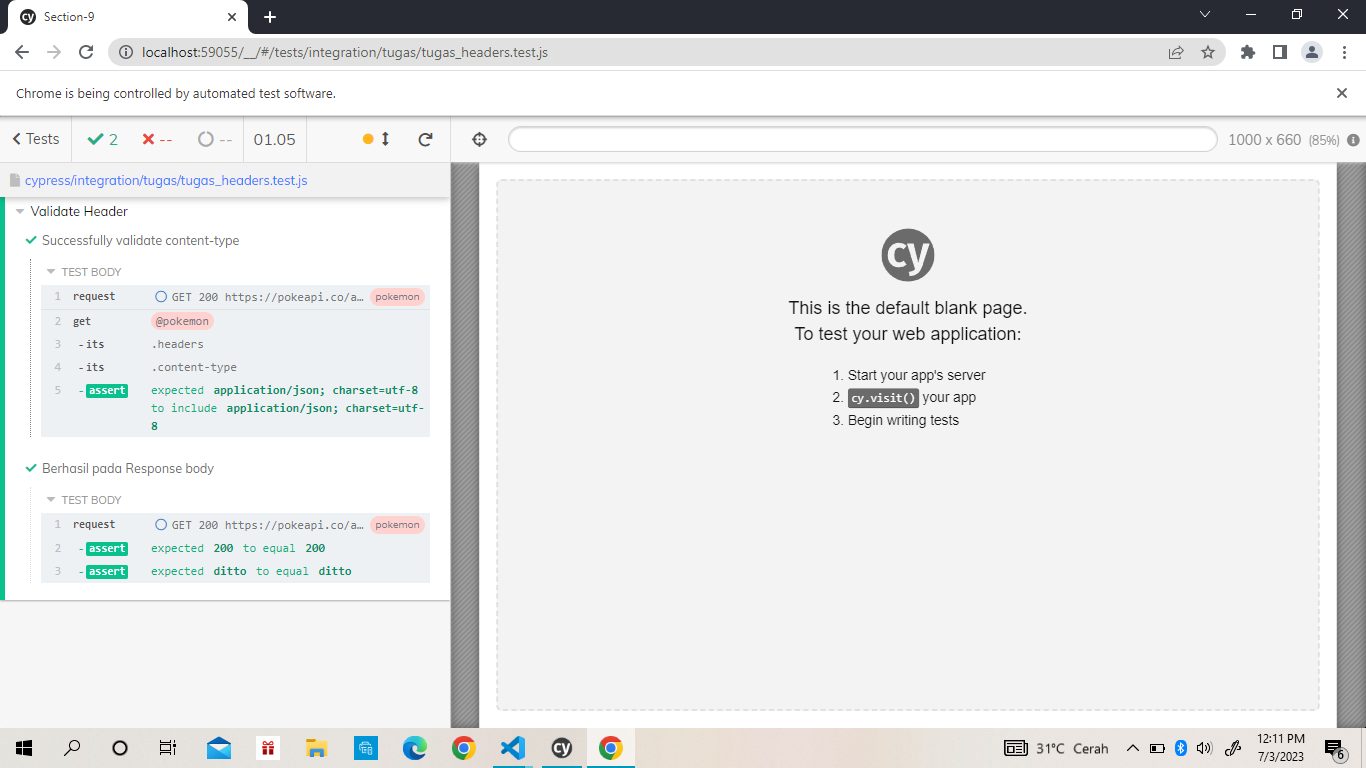 cy Section-9
localhost:59055/__/#/tests/integration/tugas/tugas_headers.test.js
Chrome is being controlled by automated test software.
Tests 2 -- -- 01.05
1000 x 660 (85%)
cypress/integration/tugas/tugas_headers.test.js
Validate Header
Successfully validate content-type
TEST BODY
1 request GET 200 https://pokeapi.co/a… pokemon
2 get @pokemon
3 -its .headers
4 -its .content-type
5 -assert expected application/json; charset=utf-8
to include application/json; charset=utf-
8
Berhasil pada Response body
TEST BODY
1 request GET 200 https://pokeapi.co/a… pokemon
2 -assert expected 200 to equal 200
3 -assert expected ditto to equal ditto
cy
This is the default blank page.
To test your web application:
1. Start your app's server
2. cy.visit() your app
3. Begin writing tests
cy
31°C Cerah
12:11 PM
7/3/2023
6